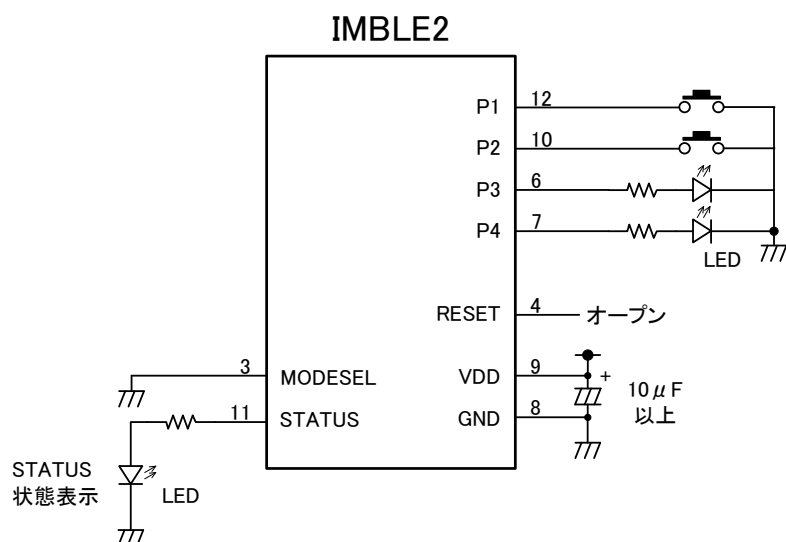 IMBLE2
P1 12
P2 10
P3 6
P4 7
LED
RESET 4 オープン
3 MODESEL
VDD 9
+
10μF
以上
11 STATUS
GND 8
STATUS
状態表示
LED